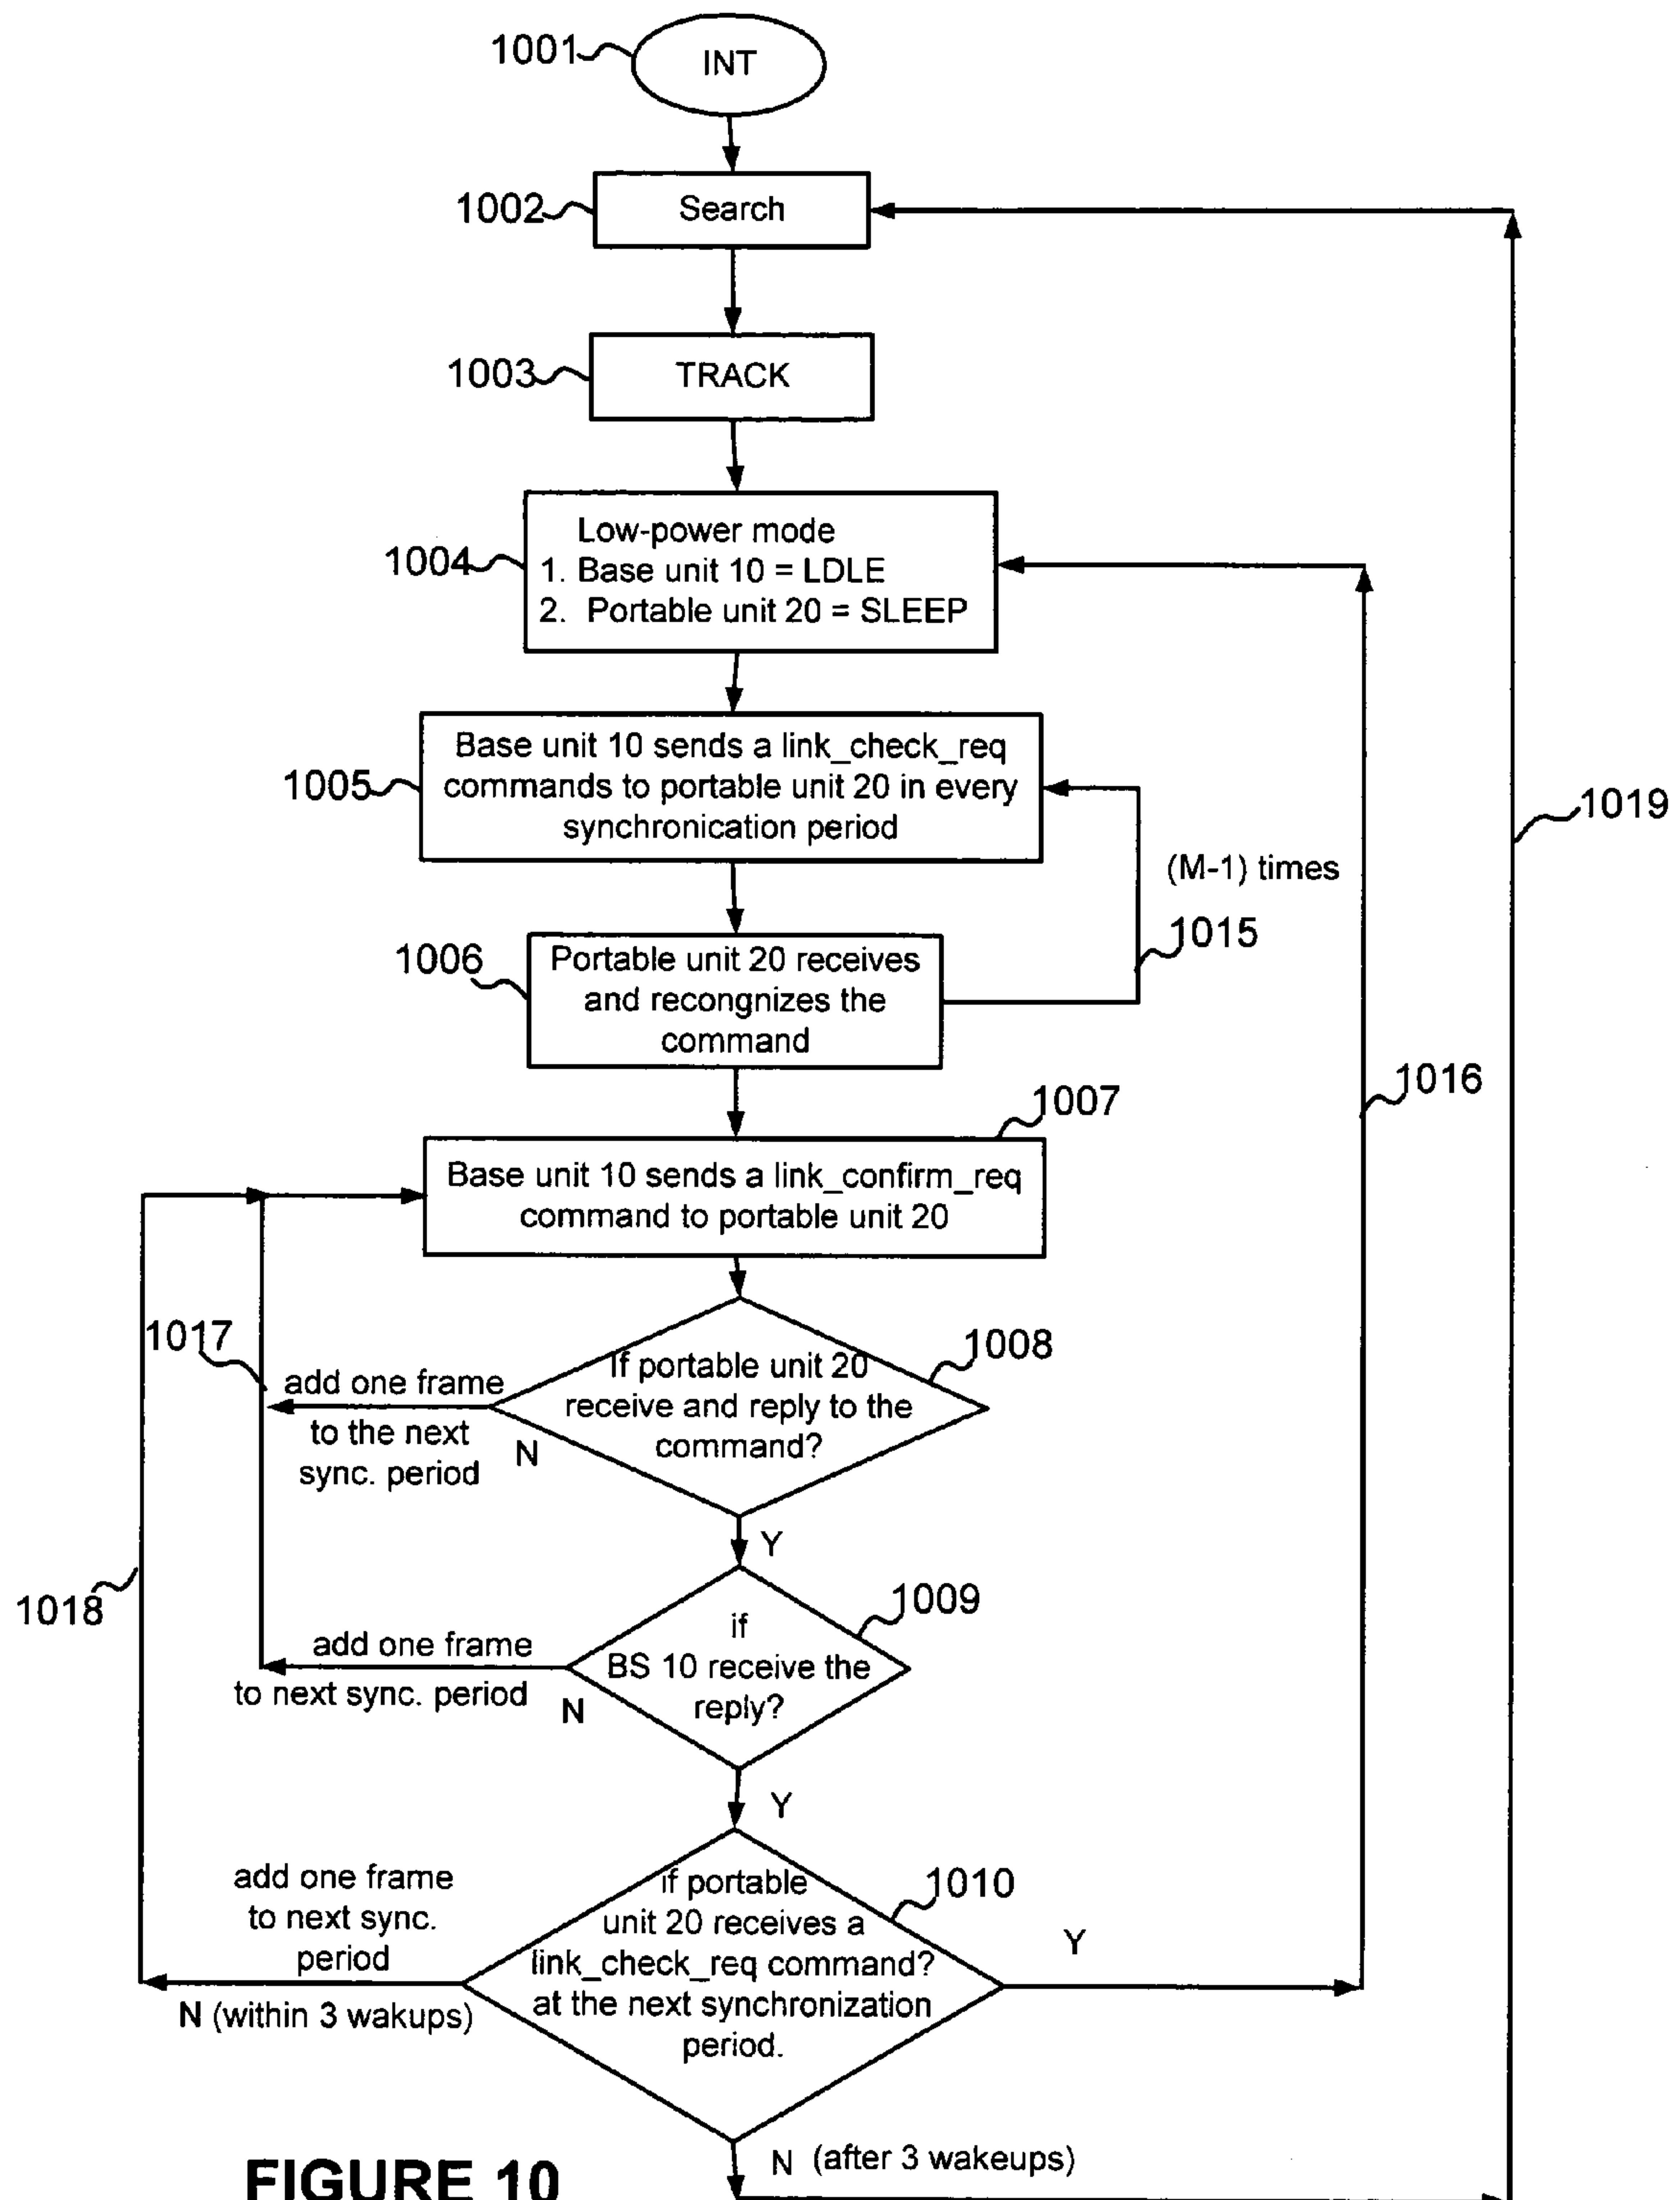 1001
INT
1002
Search
1003
TRACK
1004
Low-power mode
1. Base unit 10 = LDLE
2. Portable unit 20 = SLEEP
1005
Base unit 10 sends a link_check_req
commands to portable unit 20 in every
synchronication period
1019
(M-1) times
1015
1006
Portable unit 20 receives
and recongnizes the
command
1016
1007
Base unit 10 sends a link_confirm_req
command to portable unit 20
1017
1008
If portable unit 20
receive and reply to the
command?
add one frame
to the next
sync. period
N
Y
1018
1009
if
BS 10 receive the
reply?
add one frame
to next sync. period
N
Y
1010
if portable
unit 20 receives a
link_check_req command?
at the next synchronization
period.
add one frame
to next sync.
period
N (within 3 wakups)
Y
N (after 3 wakeups)
FIGURE 10